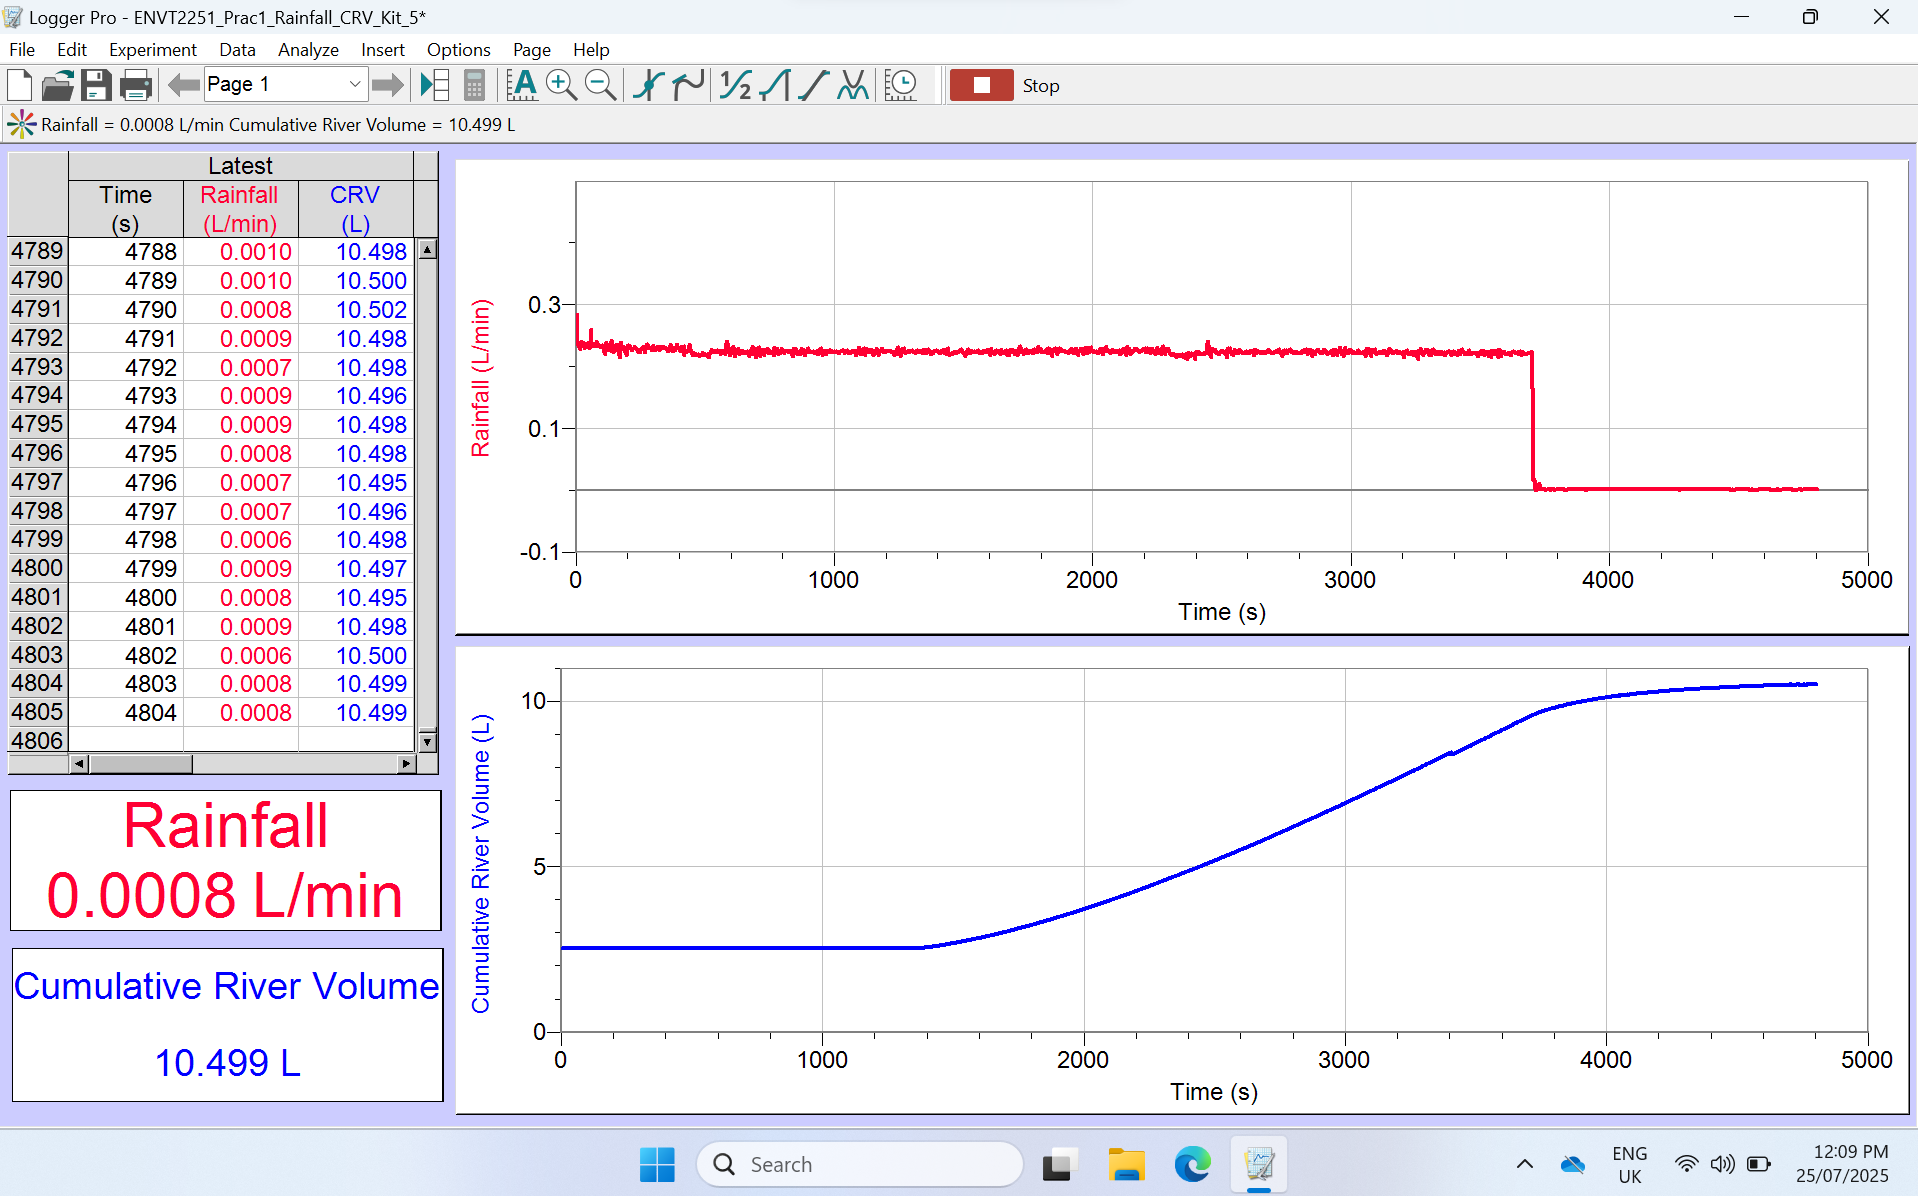 Logger Pro - ENVT2251_Prac1_Rainfall_CRV_Kit_5*
File Edit Experiment Data Analyze Insert Options Page Help
Page 1
Stop
Rainfall = 0.0008 L/min Cumulative River Volume = 10.499 L
Latest
Time Rainfall CRV
(s) (L/min) (L)
4789 4788 0.0010 10.498
4790 4789 0.0010 10.500
4791 4790 0.0008 10.502
4792 4791 0.0009 10.498
4793 4792 0.0007 10.498
4794 4793 0.0009 10.496
4795 4794 0.0009 10.498
4796 4795 0.0008 10.498
4797 4796 0.0007 10.495
4798 4797 0.0007 10.496
4799 4798 0.0006 10.498
4800 4799 0.0009 10.497
4801 4800 0.0008 10.495
4802 4801 0.0009 10.498
4803 4802 0.0006 10.500
4804 4803 0.0008 10.499
4805 4804 0.0008 10.499
4806
Rainfall
0.0008 L/min
Cumulative River Volume
10.499 L
Rainfall (L/min)
0.3
0.1
-0.1
0 1000 2000 3000 4000 5000
Time (s)
Cumulative River Volume (L)
10
5
0
0 1000 2000 3000 4000 5000
Time (s)
Search
ENG
UK
12:09 PM
25/07/2025